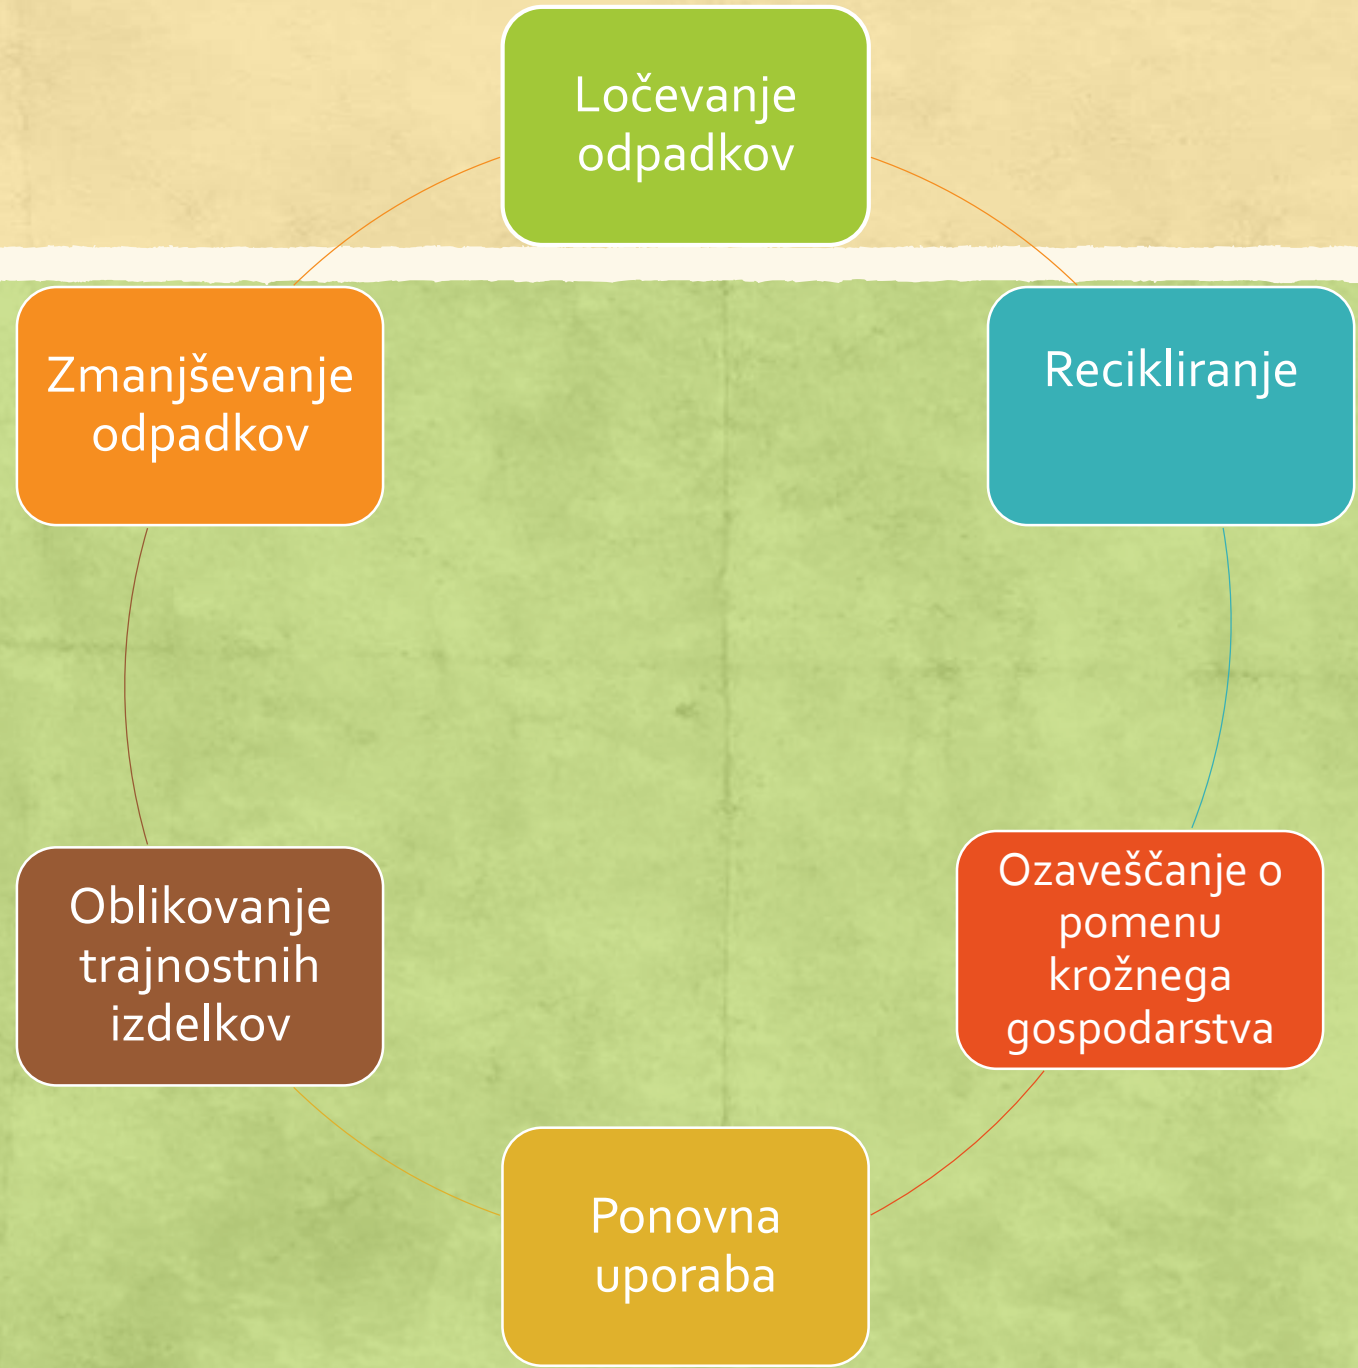 Ločevanje
odpadkov
Recikliranje
Ozaveščanje o
pomenu
krožnega
gospodarstva
Ponovna
uporaba
Oblikovanje
trajnostnih
izdelkov
Zmanjševanje
odpadkov